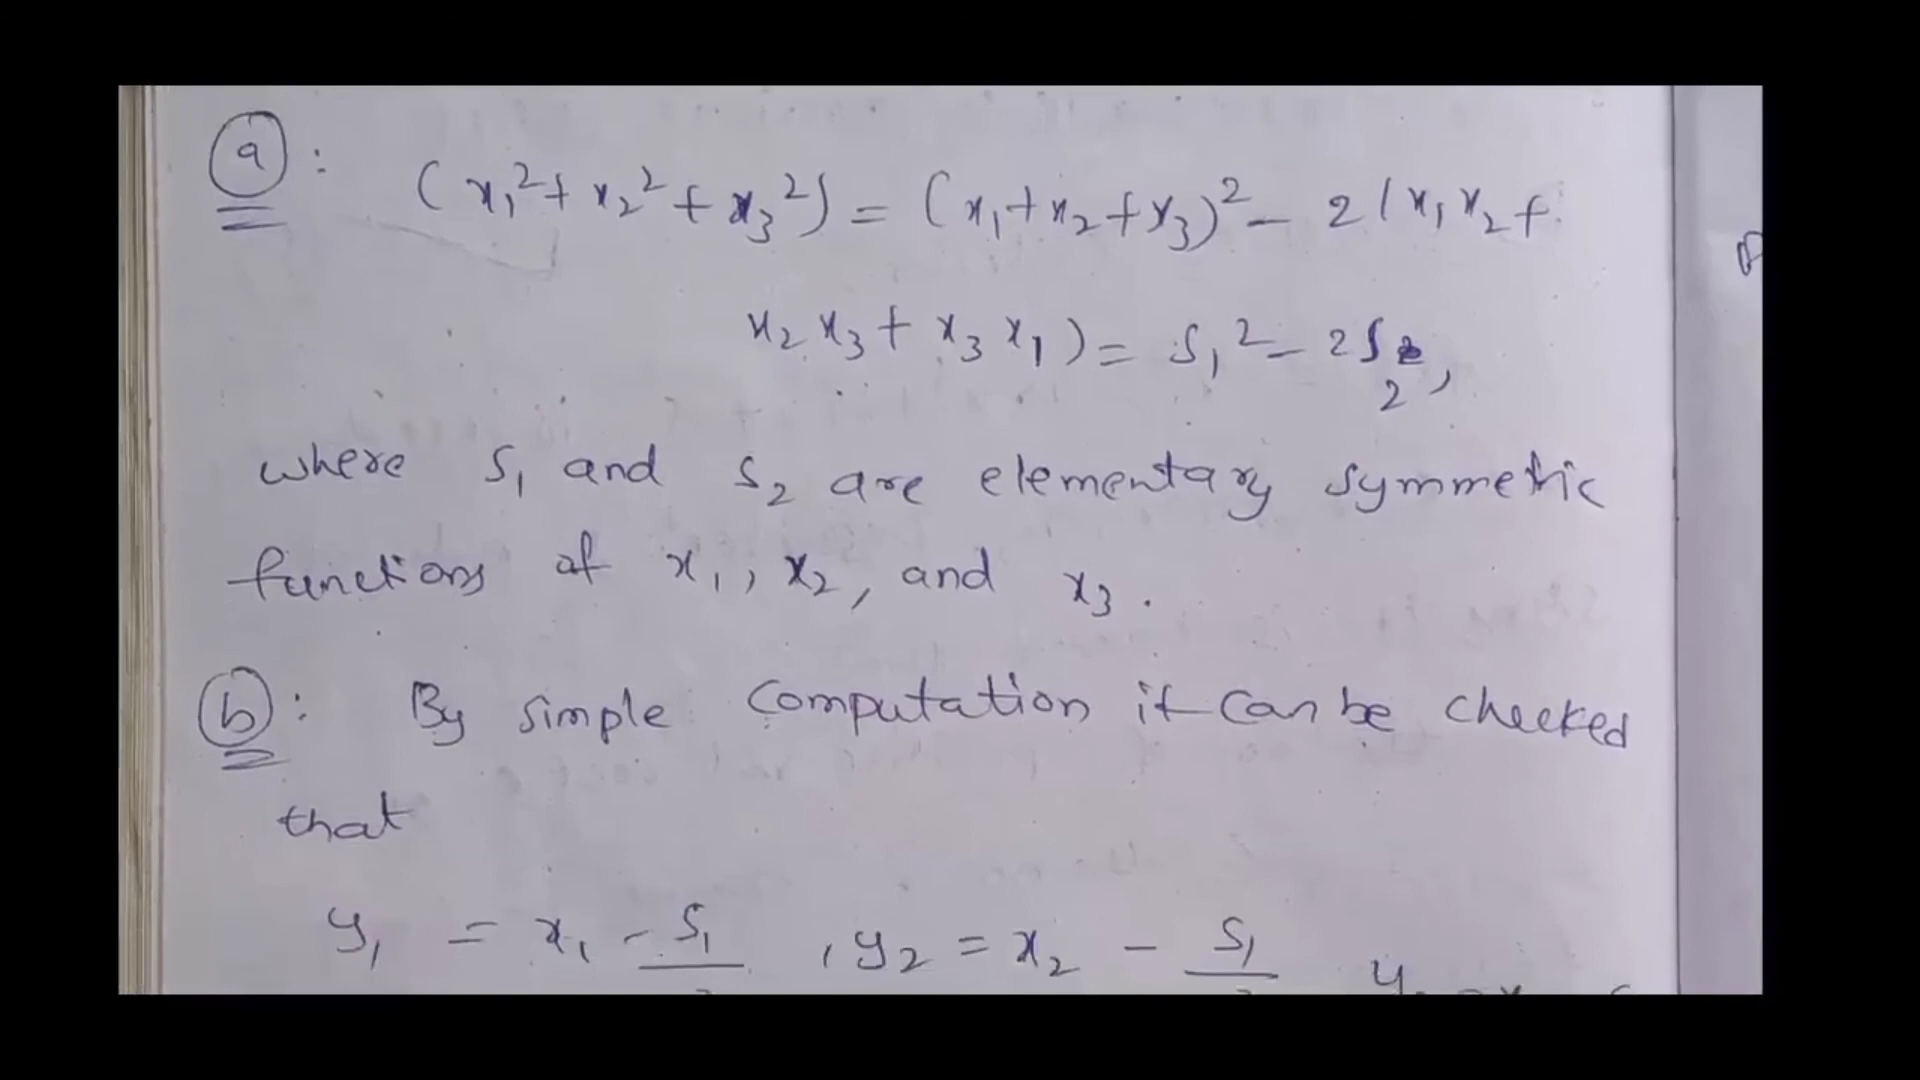 (a) : (x₁² + x₂² + x₃²) = (x₁ + x₂ + x₃)² – 2(x₁x₂ +
x₂x₃ + x₃x₁) = s₁² – 2s₂,
where s₁ and s₂ are elementary symmetric
functions of x₁, x₂, and x₃.
(b) : By simple computation it can be checked
that
y₁ = x₁ – s₁ , y₂ = x₂ – s₁